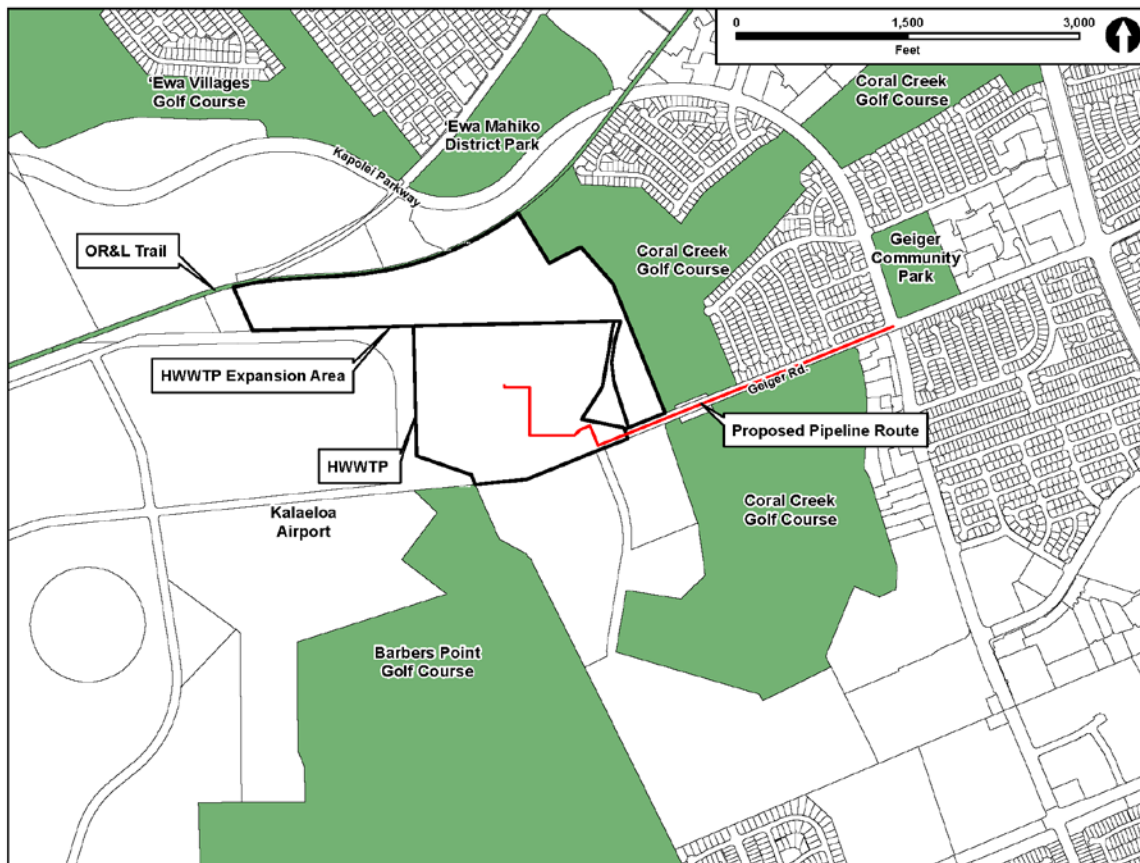 0 1,500 3,000
Feet
'Ewa Villages
Golf Course
Coral Creek
Golf Course
'Ewa Mahiko
District Park
Kapolei Parkway
OR&L Trail
Coral Creek
Golf Course
Geiger
Community
Park
HWWTP Expansion Area
Geiger Rd.
Proposed Pipeline Route
HWWTP
Kalaeloa
Airport
Coral Creek
Golf Course
Barbers Point
Golf Course